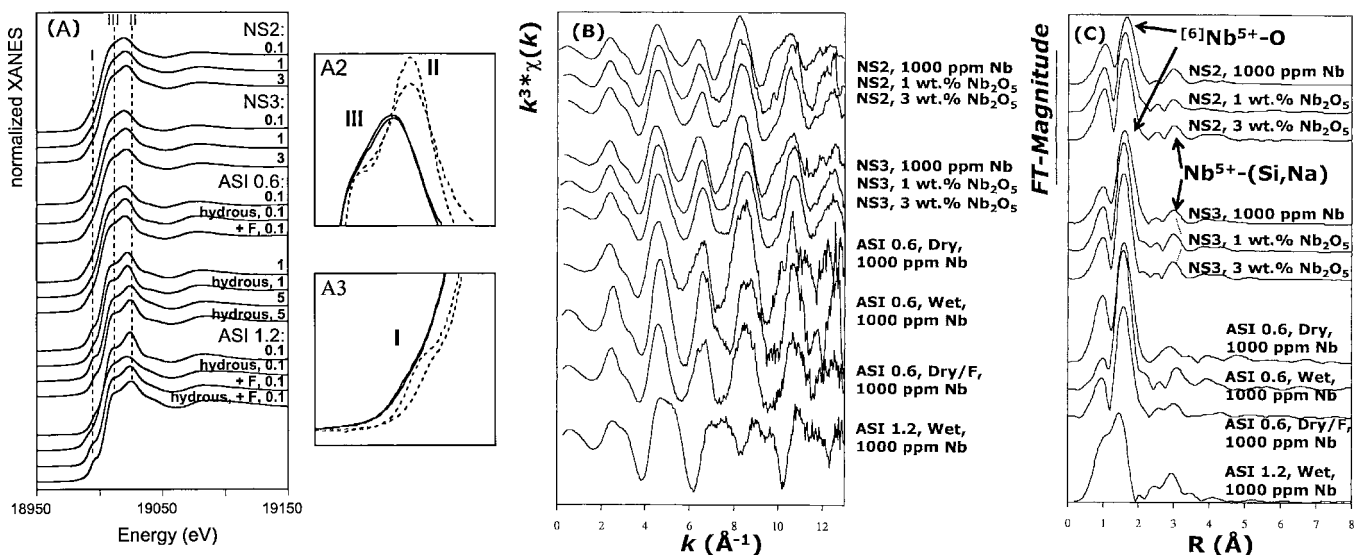 (A)
normalized XANES
I
III
II
NS2:
0.1
1
3
NS3:
0.1
1
3
ASI 0.6:
0.1
hydrous, 0.1
+ F, 0.1
1
hydrous, 1
5
hydrous, 5
ASI 1.2:
0.1
hydrous, 0.1
+ F, 0.1
hydrous, + F, 0.1
18950
19050
19150
Energy (eV)
A2
II
III
A3
I
(B)
k³*χ(k)
NS2, 1000 ppm Nb
NS2, 1 wt.% Nb₂O₅
NS2, 3 wt.% Nb₂O₅
NS3, 1000 ppm Nb
NS3, 1 wt.% Nb₂O₅
NS3, 3 wt.% Nb₂O₅
ASI 0.6, Dry,
1000 ppm Nb
ASI 0.6, Wet,
1000 ppm Nb
ASI 0.6, Dry/F,
1000 ppm Nb
ASI 1.2, Wet,
1000 ppm Nb
0 2 4 6 8 10 12
k (Å⁻¹)
(C)
FT-Magnitude
[6]Nb⁵⁺-O
NS2, 1000 ppm Nb
NS2, 1 wt.% Nb₂O₅
NS2, 3 wt.% Nb₂O₅
Nb⁵⁺-(Si,Na)
NS3, 1000 ppm Nb
NS3, 1 wt.% Nb₂O₅
NS3, 3 wt.% Nb₂O₅
ASI 0.6, Dry,
1000 ppm Nb
ASI 0.6, Wet,
1000 ppm Nb
ASI 0.6, Dry/F,
1000 ppm Nb
ASI 1.2, Wet,
1000 ppm Nb
0 1 2 3 4 5 6 7 8
R (Å)